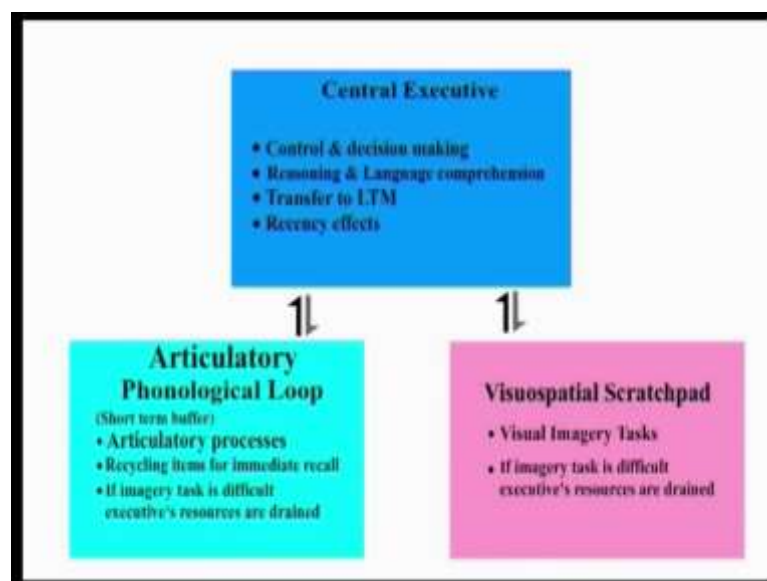 Central Executive
• Control & decision making
• Reasoning & Language comprehension
• Transfer to LTM
• Recency effects
Articulatory
Phonological Loop
(Short term buffer)
• Articulatory processes
• Recycling items for immediate recall
• If imagery task is difficult
executive's resources are drained
Visuospatial Scratchpad
• Visual Imagery Tasks
• If imagery task is difficult
executive's resources are drained